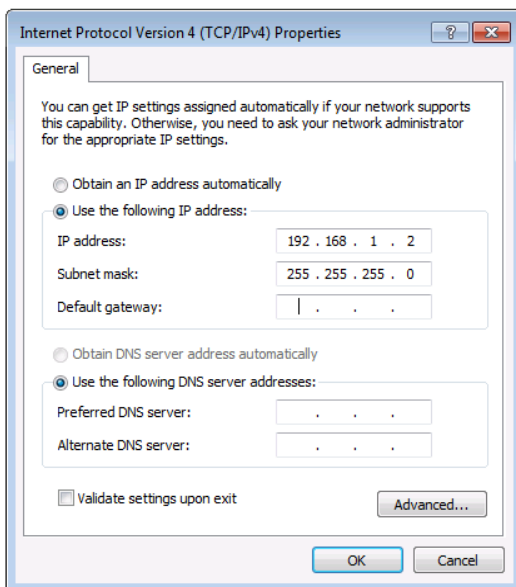 Internet Protocol Version 4 (TCP/IPv4) Properties
General
You can get IP settings assigned automatically if your network supports
this capability. Otherwise, you need to ask your network administrator
for the appropriate IP settings.
Obtain an IP address automatically
Use the following IP address:
IP address: 192 . 168 . 1 . 2
Subnet mask: 255 . 255 . 255 . 0
Default gateway: . . .
Obtain DNS server address automatically
Use the following DNS server addresses:
Preferred DNS server: . . .
Alternate DNS server: . . .
Validate settings upon exit
Advanced...
OK Cancel